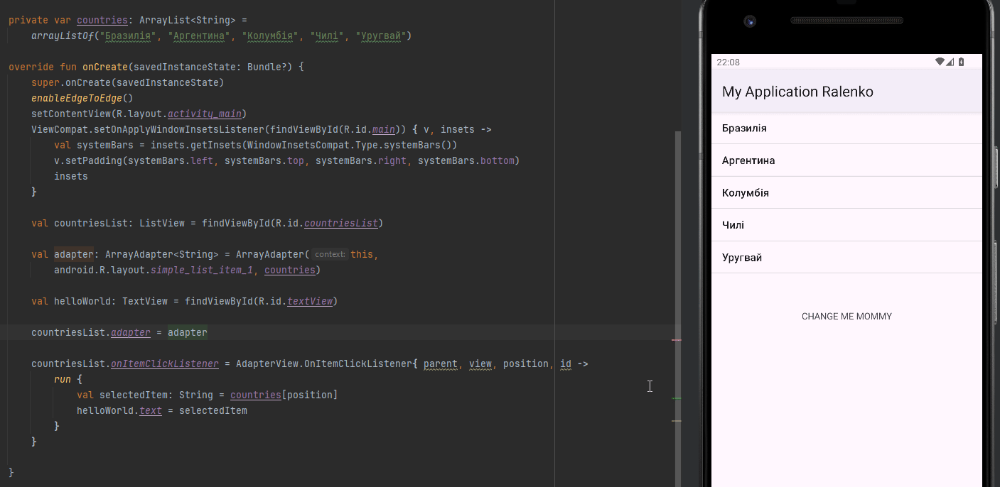 private var countries: ArrayList<String> =
arrayListOf("Бразилія", "Аргентина", "Колумбія", "Чилі", "Уругвай")
override fun onCreate(savedInstanceState: Bundle?) {
super.onCreate(savedInstanceState)
enableEdgeToEdge()
setContentView(R.layout.activity_main)
ViewCompat.setOnApplyWindowInsetsListener(findViewById(R.id.main)) { v, insets ->
val systemBars = insets.getInsets(WindowInsetsCompat.Type.systemBars())
v.setPadding(systemBars.left, systemBars.top, systemBars.right, systemBars.bottom)
insets
}
val countriesList: ListView = findViewById(R.id.countriesList)
val adapter: ArrayAdapter<String> = ArrayAdapter( context: this,
android.R.layout.simple_list_item_1, countries)
val helloWorld: TextView = findViewById(R.id.textView)
countriesList.adapter = adapter
countriesList.onItemClickListener = AdapterView.OnItemClickListener{ parent, view, position, id ->
run {
val selectedItem: String = countries[position]
helloWorld.text = selectedItem
}
}
}
22:08
My Application Ralenko
Бразилія
Аргентина
Колумбія
Чилі
Уругвай
CHANGE ME MOMMY